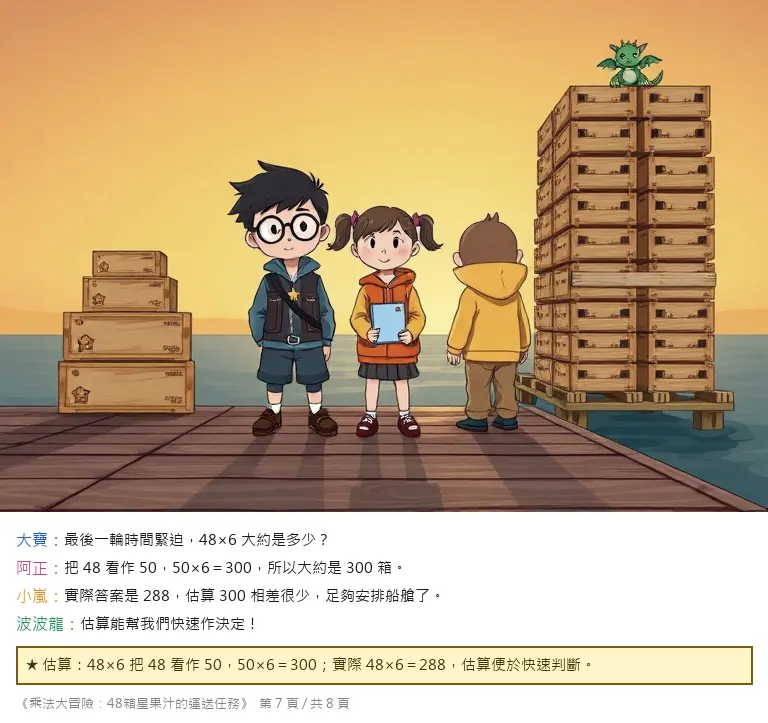 大寶：最後一輪時間緊迫，48×6 大約是多少？
阿正：把 48 看作 50，50×6＝300，所以大約是 300 箱。
小嵐：實際答案是 288，估算 300 相差很少，足夠安排船艙了。
波波龍：估算能幫我們快速作決定！
★ 估算：48×6 把 48 看作 50，50×6＝300；實際 48×6＝288，估算便於快速判斷。
《乘法大冒險：48箱星果汁的運送任務》 第 7 頁 / 共 8 頁